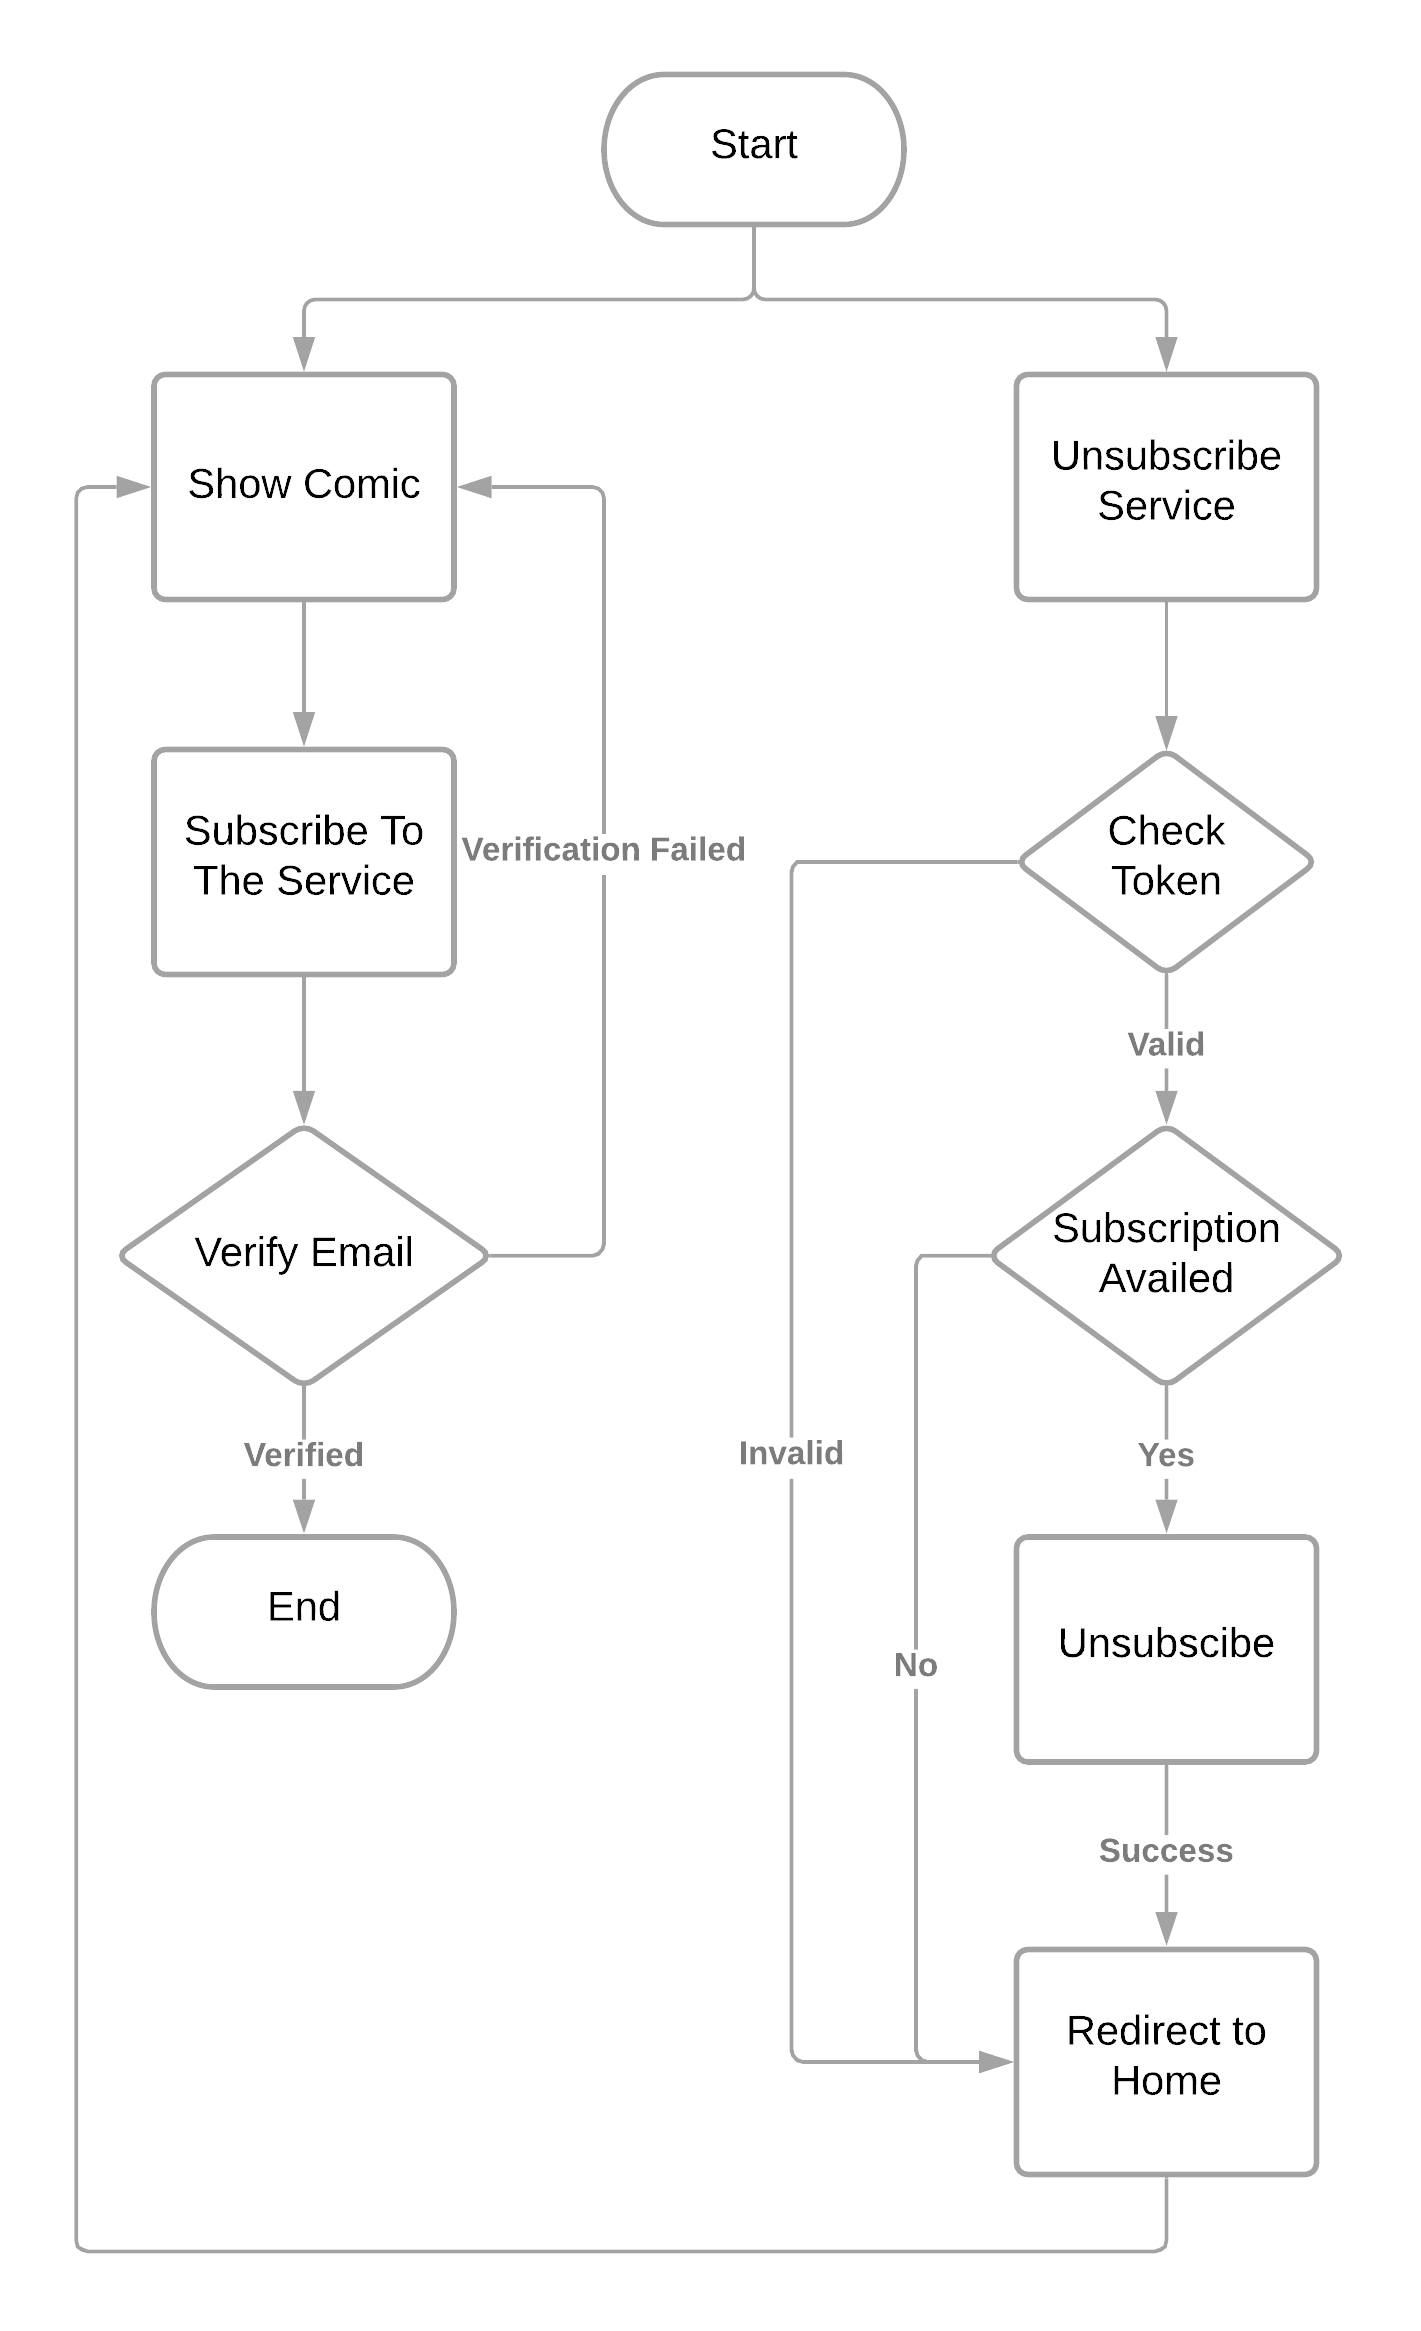 Start
Show Comic
Unsubscribe
Service
Subscribe To
The Service
Verification Failed
Check
Token
Valid
Verify Email
Subscription
Availed
Verified
Invalid
Yes
End
No
Unsubscibe
Success
Redirect to
Home